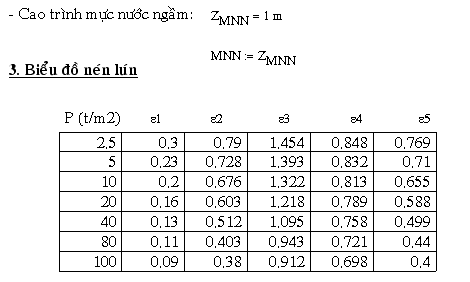 - Cao trình mực nước ngầm: ZMNN = 1 m
MNN := ZMNN
3. Biểu đồ nén lún
P (t/m2) ε1 ε2 ε3 ε4 ε5
2,5 0,3 0,79 1,454 0,848 0,769
5 0,23 0,728 1,393 0,832 0,71
10 0,2 0,676 1,322 0,813 0,655
20 0,16 0,603 1,218 0,789 0,588
40 0,13 0,512 1,095 0,758 0,499
80 0,11 0,403 0,943 0,721 0,44
100 0,09 0,38 0,912 0,698 0,4